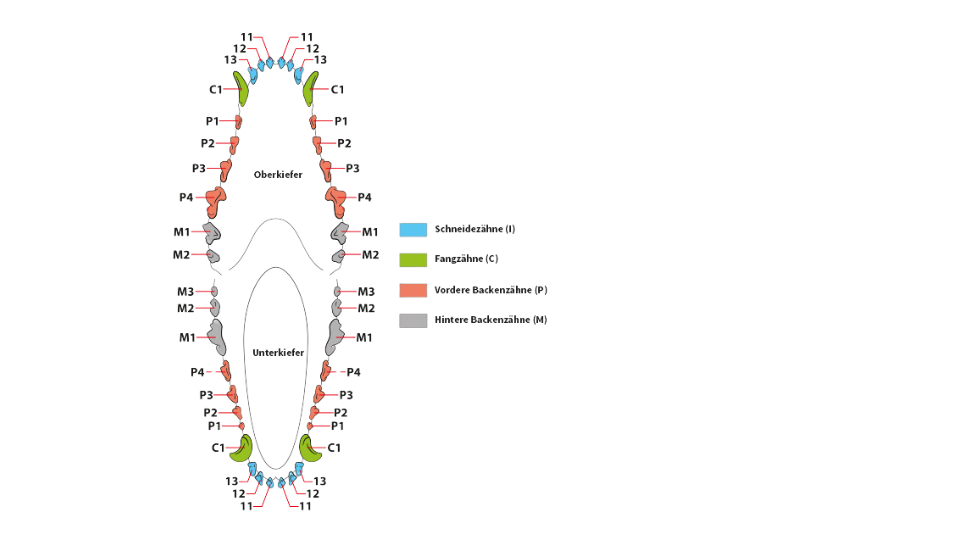 11 11
12 12
13 13
C1 C1
P1 P1
P2 P2
P3 P3
Oberkiefer
P4 P4
M1 M1
M2 M2
M3 M3
M2 M2
M1 M1
Unterkiefer
P4 P4
P3 P3
P2 P2
P1 P1
C1 C1
13 13
12 12
11 11
Schneidezähne (I)
Fangzähne (C)
Vordere Backenzähne (P)
Hintere Backenzähne (M)